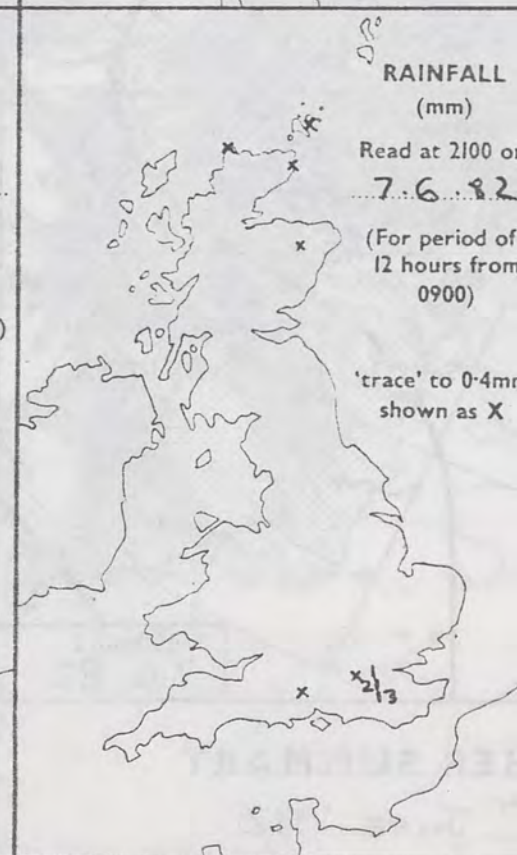 RAINFALL
(mm)
Read at 2100 on
7.6.82
(For period of
12 hours from
0900)
'trace' to 0·4mm
shown as X
X
X
X
X
X
X 2/3